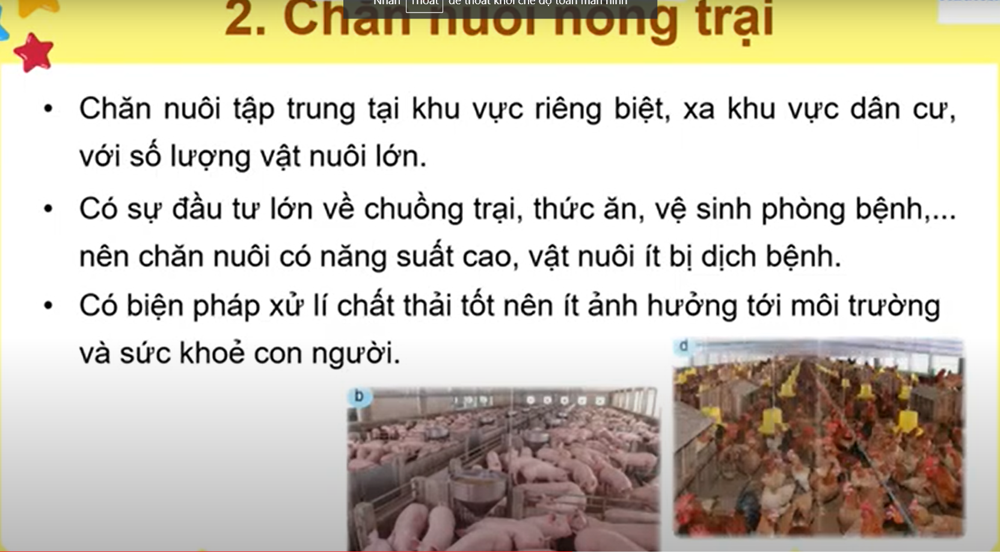 Nhấn Thoát để thoát khỏi chế độ toàn màn hình
2. Chăn nuôi nông trại
• Chăn nuôi tập trung tại khu vực riêng biệt, xa khu vực dân cư,
với số lượng vật nuôi lớn.
• Có sự đầu tư lớn về chuồng trại, thức ăn, vệ sinh phòng bệnh,...
nên chăn nuôi có năng suất cao, vật nuôi ít bị dịch bệnh.
• Có biện pháp xử lí chất thải tốt nên ít ảnh hưởng tới môi trường
và sức khoẻ con người.
d
b